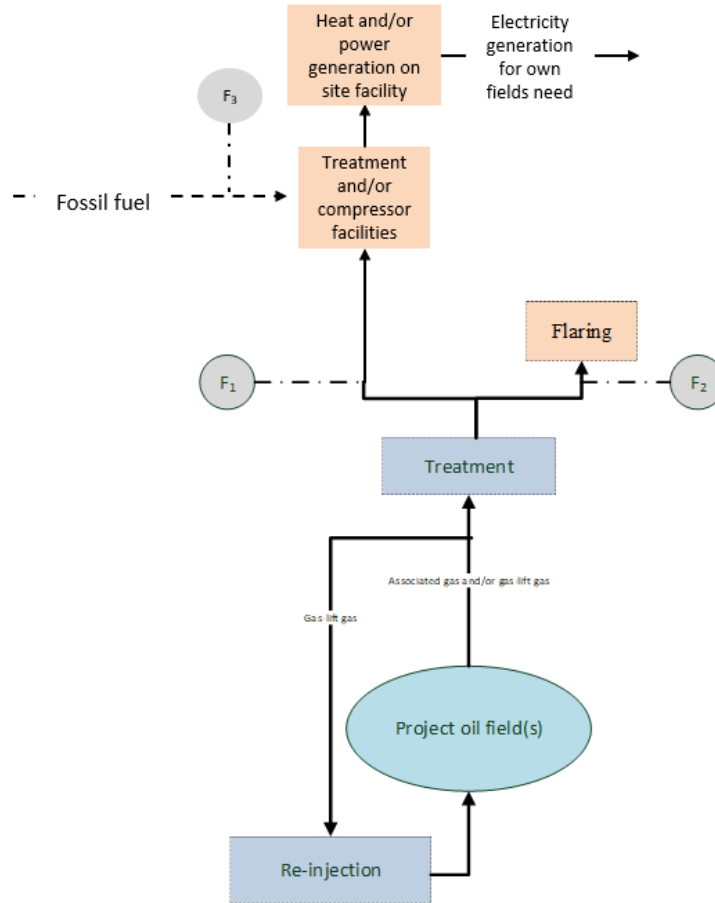 Heat and/or
power
generation on
site facility
Electricity
generation
for own
fields need
F₃
Treatment
and/or
compressor
facilities
Fossil fuel
Flaring
F₁
F₂
Treatment
Associated gas and/or gas-lift gas
Gas-lift gas
Project oil field(s)
Re-injection